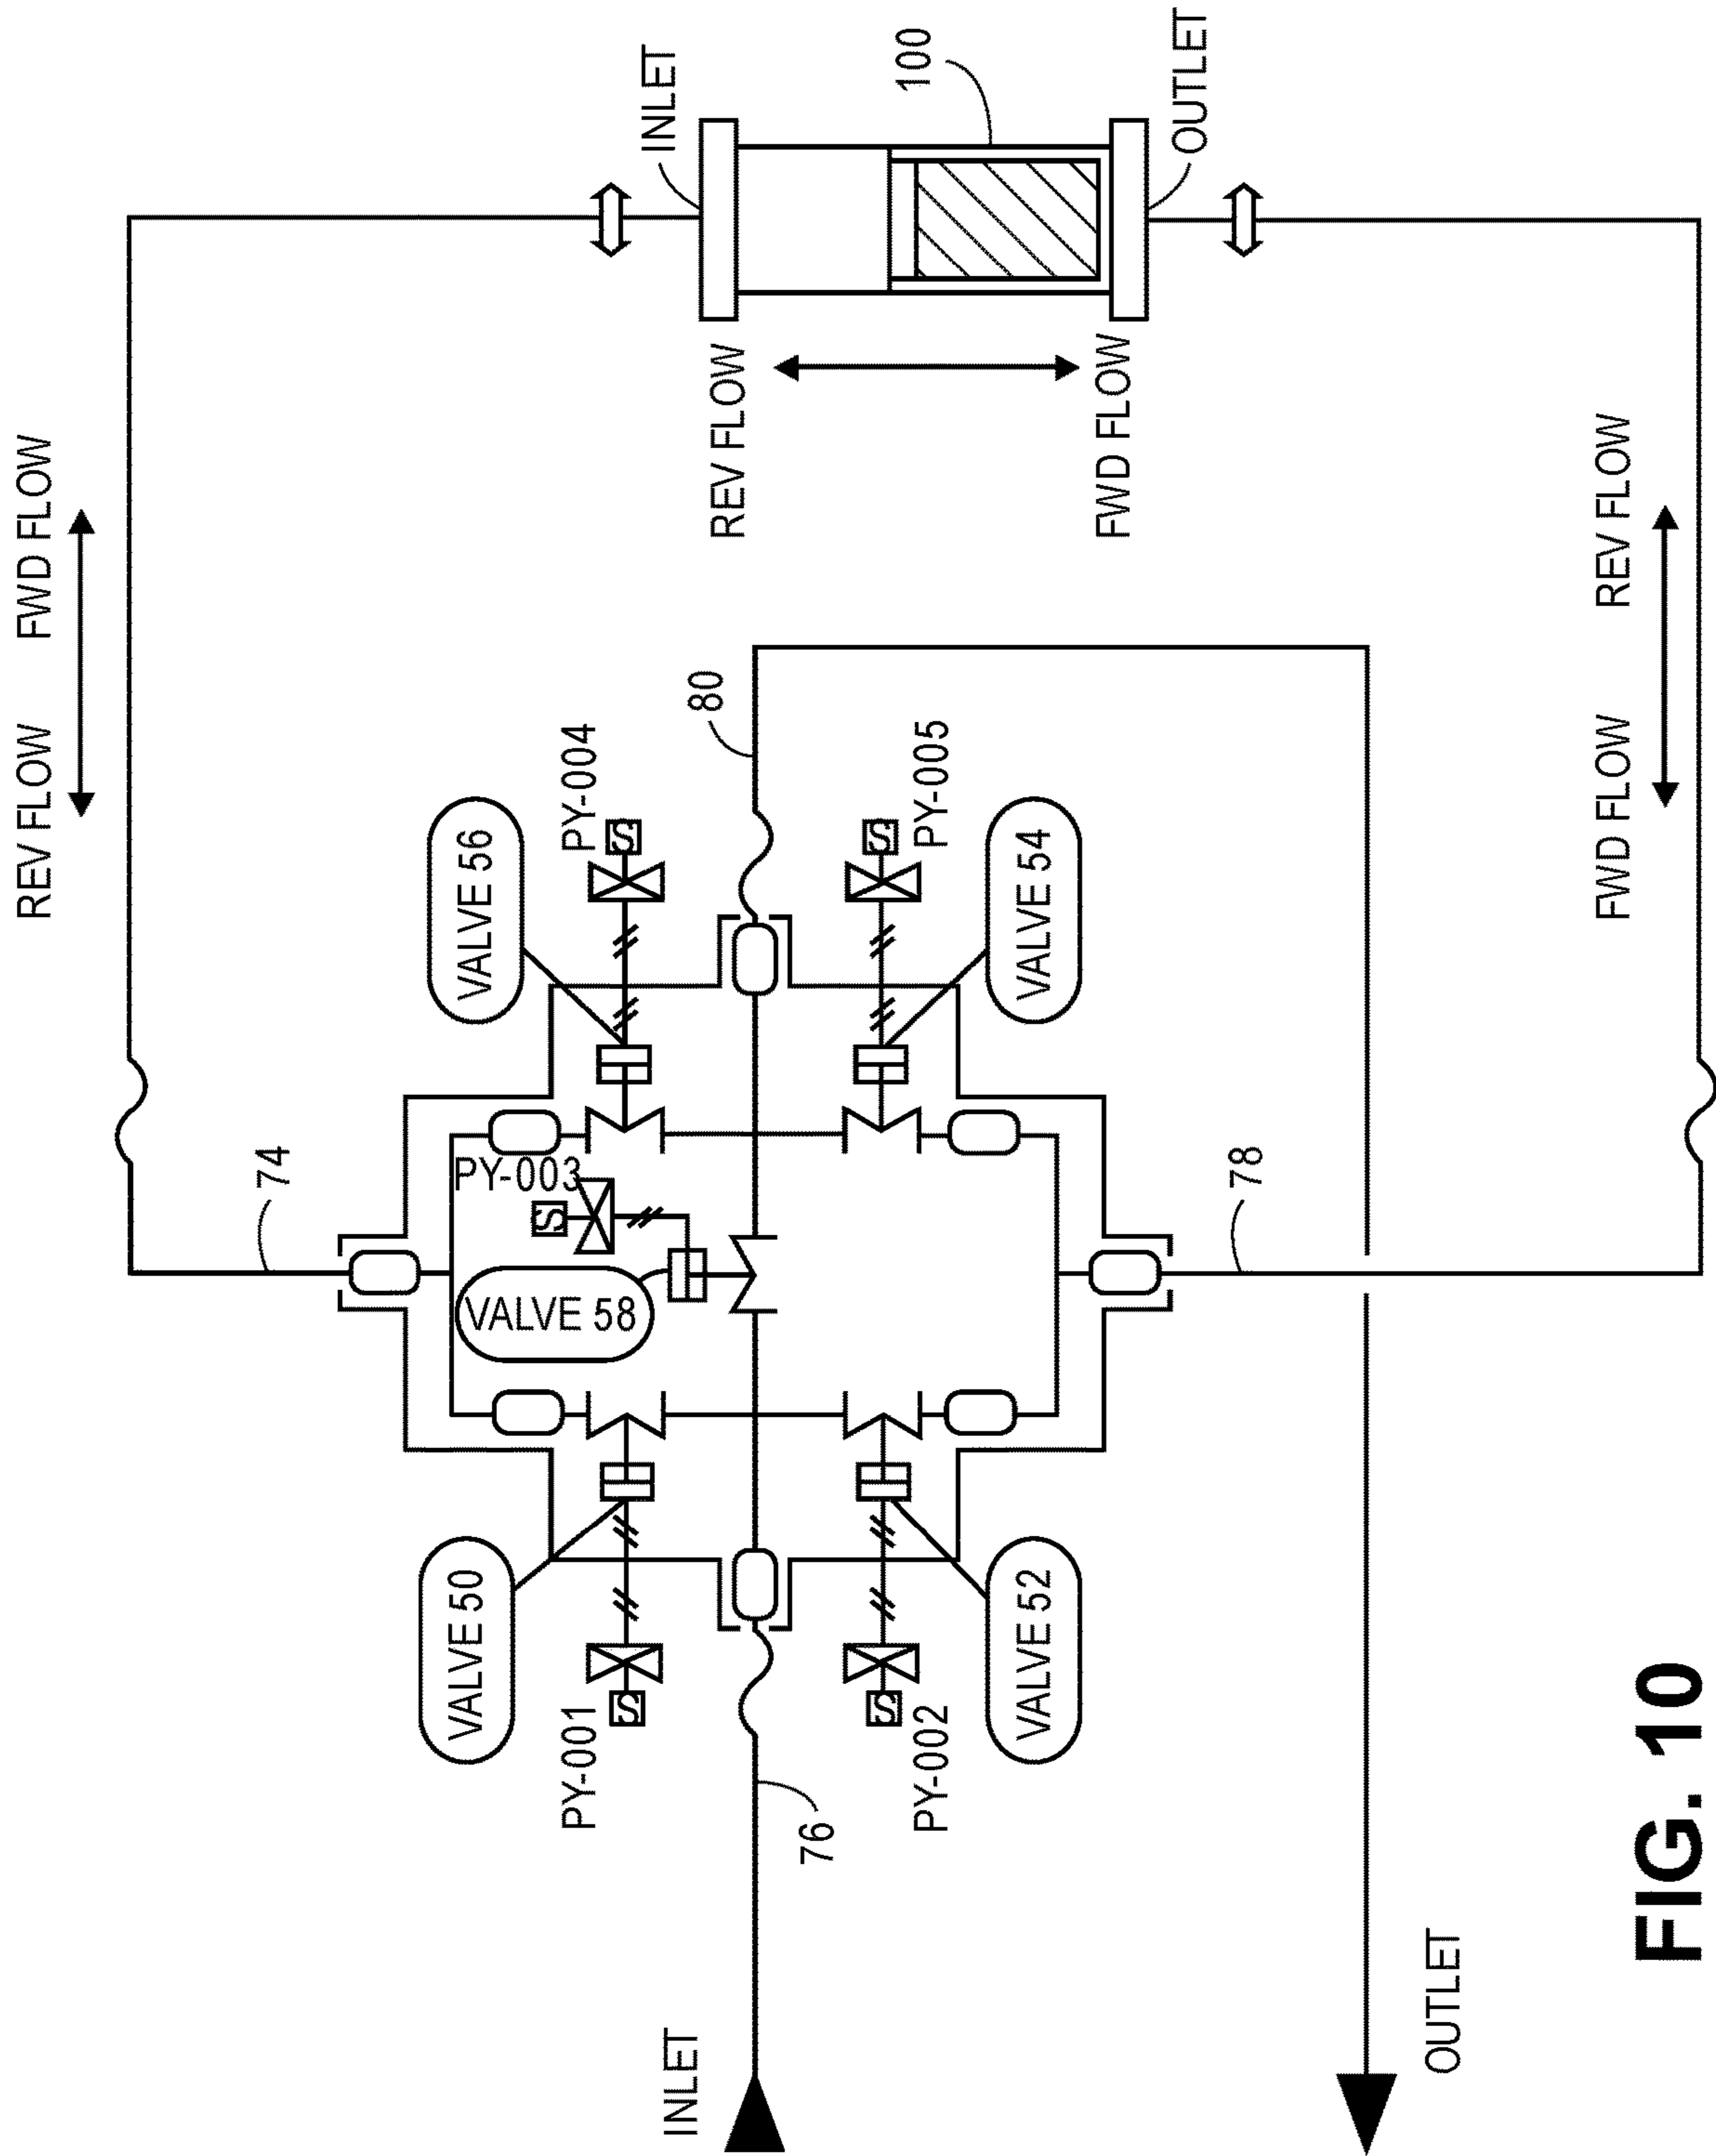 REV FLOW FWD FLOW
74
INLET
PY-004
VALVE 56
PY-003
S
S
VALVE 50
VALVE 58
PY-001
S
80
REV FLOW
100
INLET
76
PY-002
S
VALVE 52
PY-005
S
VALVE 54
FWD FLOW
OUTLET
78
OUTLET
FWD FLOW REV FLOW
FIG. 10